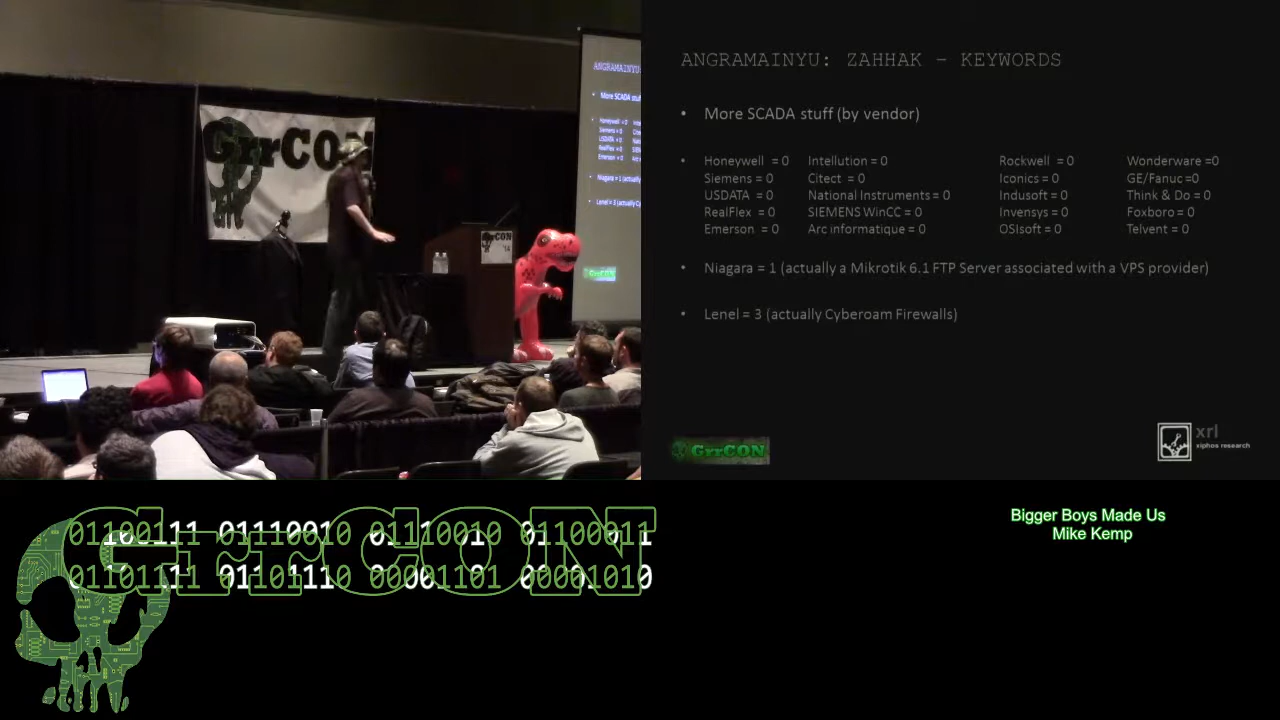 GrrCON
GrrCON
ANGRAMAINYU: ZAHHAK – KEYWORDS
• More SCADA stuff (by vendor)
• Honeywell = 0 Intellution = 0 Rockwell = 0 Wonderware =0
Siemens = 0 Citect = 0 Iconics = 0 GE/Fanuc =0
USDATA = 0 National Instruments = 0 Indusoft = 0 Think & Do = 0
RealFlex = 0 SIEMENS WinCC = 0 Invensys = 0 Foxboro = 0
Emerson = 0 Arc informatique = 0 OSIsoft = 0 Telvent = 0
• Niagara = 1 (actually a Mikrotik 6.1 FTP Server associated with a VPS provider)
• Lenel = 3 (actually Cyberoam Firewalls)
GrrCON
xrl
xiphos research
GrrCON
01100111 01110010 01110010 01100011
01101111 01101110 00001101 00001010
Bigger Boys Made Us
Mike Kemp